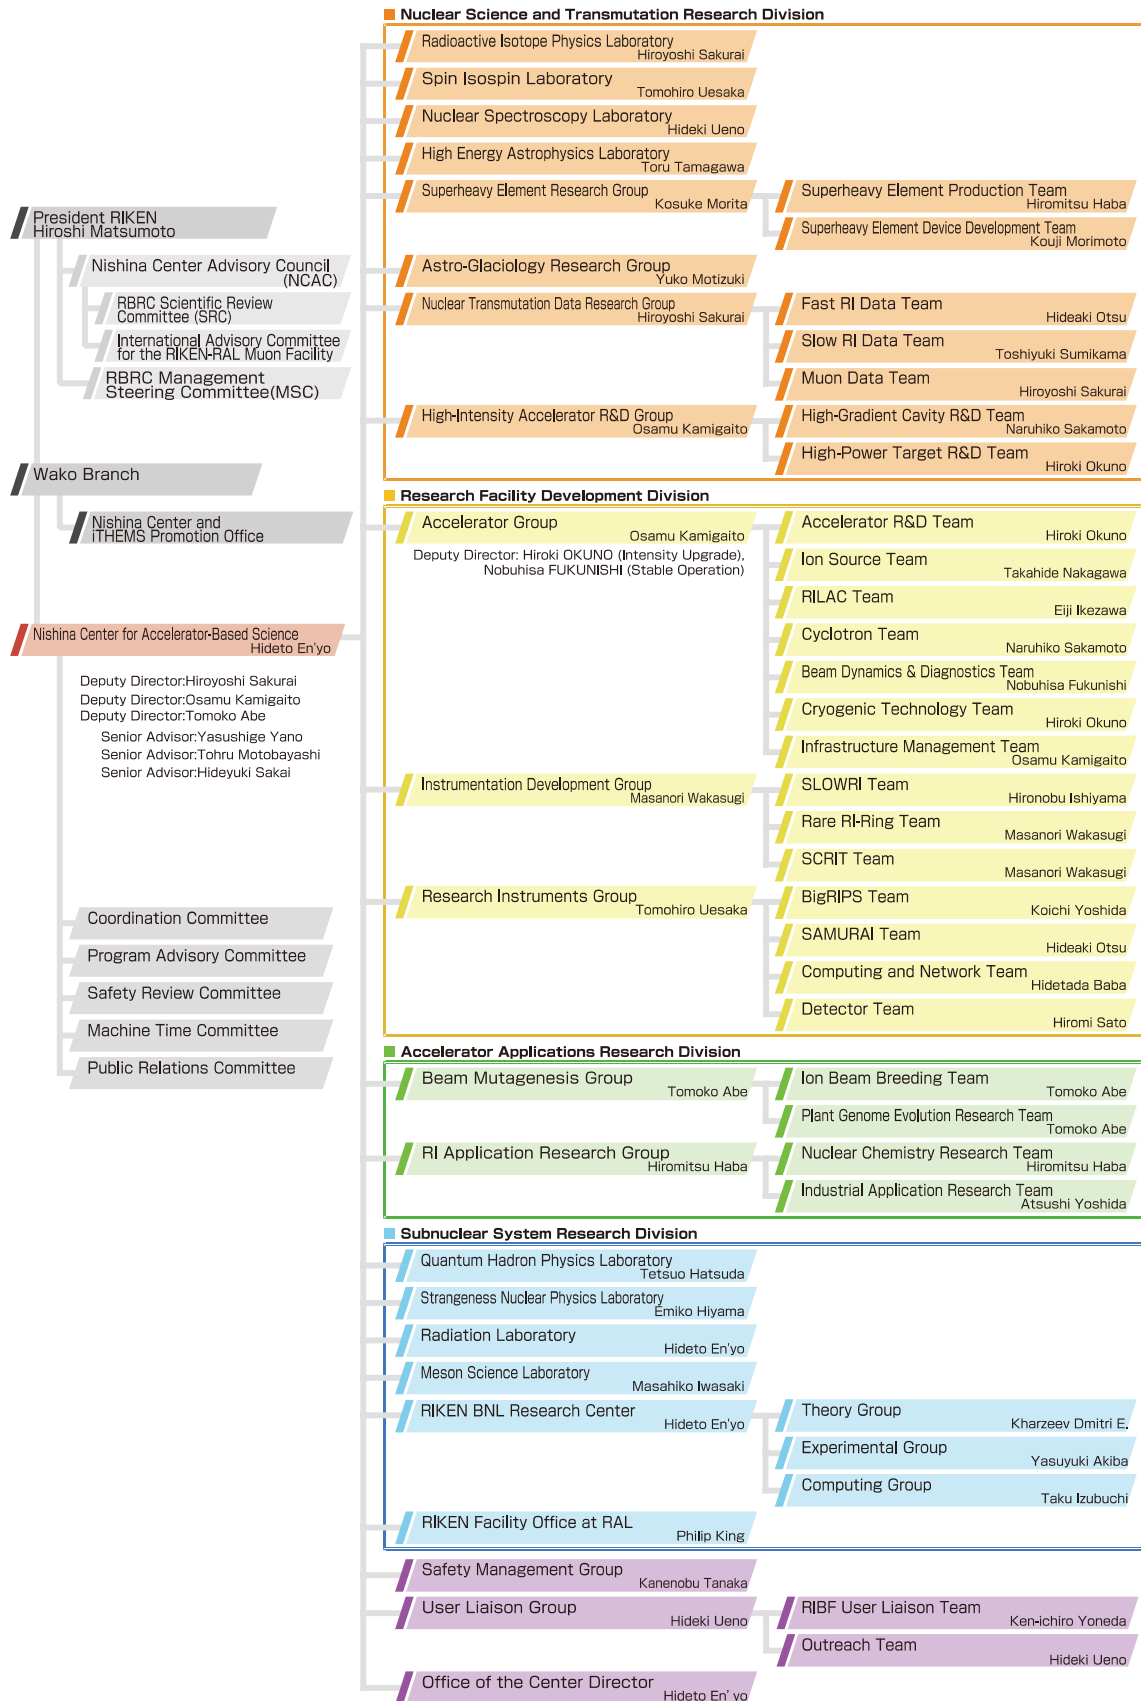 President RIKEN
Hiroshi Matsumoto
Nishina Center Advisory Council
(NCAC)
RBRC Scientific Review
Committee (SRC)
International Advisory Committee
for the RIKEN-RAL Muon Facility
RBRC Management
Steering Committee(MSC)
Wako Branch
Nishina Center and
iTHEMS Promotion Office
Nishina Center for Accelerator-Based Science
Hideto En'yo
Deputy Director:Hiroyoshi Sakurai
Deputy Director:Osamu Kamigaito
Deputy Director:Tomoko Abe
Senior Advisor:Yasushige Yano
Senior Advisor:Tohru Motobayashi
Senior Advisor:Hideyuki Sakai
Coordination Committee
Program Advisory Committee
Safety Review Committee
Machine Time Committee
Public Relations Committee
Nuclear Science and Transmutation Research Division
Radioactive Isotope Physics Laboratory
Hiroyoshi Sakurai
Spin Isospin Laboratory
Tomohiro Uesaka
Nuclear Spectroscopy Laboratory
Hideki Ueno
High Energy Astrophysics Laboratory
Toru Tamagawa
Superheavy Element Research Group
Kosuke Morita
Superheavy Element Production Team
Hiromitsu Haba
Superheavy Element Device Development Team
Kouji Morimoto
Astro-Glaciology Research Group
Yuko Motizuki
Nuclear Transmutation Data Research Group
Hiroyoshi Sakurai
Fast RI Data Team
Hideaki Otsu
Slow RI Data Team
Toshiyuki Sumikama
Muon Data Team
Hiroyoshi Sakurai
High-Intensity Accelerator R&D Group
Osamu Kamigaito
High-Gradient Cavity R&D Team
Naruhiko Sakamoto
High-Power Target R&D Team
Hiroki Okuno
Research Facility Development Division
Accelerator Group
Osamu Kamigaito
Deputy Director: Hiroki OKUNO (Intensity Upgrade),
Nobuhisa FUKUNISHI (Stable Operation)
Accelerator R&D Team
Hiroki Okuno
Ion Source Team
Takahide Nakagawa
RILAC Team
Eiji Ikezawa
Cyclotron Team
Naruhiko Sakamoto
Beam Dynamics & Diagnostics Team
Nobuhisa Fukunishi
Cryogenic Technology Team
Hiroki Okuno
Infrastructure Management Team
Osamu Kamigaito
Instrumentation Development Group
Masanori Wakasugi
SLOWRI Team
Hironobu Ishiyama
Rare RI-Ring Team
Masanori Wakasugi
SCRIT Team
Masanori Wakasugi
Research Instruments Group
Tomohiro Uesaka
BigRIPS Team
Koichi Yoshida
SAMURAI Team
Hideaki Otsu
Computing and Network Team
Hidetada Baba
Detector Team
Hiromi Sato
Accelerator Applications Research Division
Beam Mutagenesis Group
Tomoko Abe
Ion Beam Breeding Team
Tomoko Abe
Plant Genome Evolution Research Team
Tomoko Abe
RI Application Research Group
Hiromitsu Haba
Nuclear Chemistry Research Team
Hiromitsu Haba
Industrial Application Research Team
Atsushi Yoshida
Subnuclear System Research Division
Quantum Hadron Physics Laboratory
Tetsuo Hatsuda
Strangeness Nuclear Physics Laboratory
Emiko Hiyama
Radiation Laboratory
Hideto En'yo
Meson Science Laboratory
Masahiko Iwasaki
RIKEN BNL Research Center
Hideto En'yo
Theory Group
Kharzeev Dmitri E.
Experimental Group
Yasuyuki Akiba
Computing Group
Taku Izubuchi
RIKEN Facility Office at RAL
Philip King
Safety Management Group
Kanenobu Tanaka
User Liaison Group
Hideki Ueno
RIBF User Liaison Team
Ken-ichiro Yoneda
Outreach Team
Hideki Ueno
Office of the Center Director
Hideto En' yo